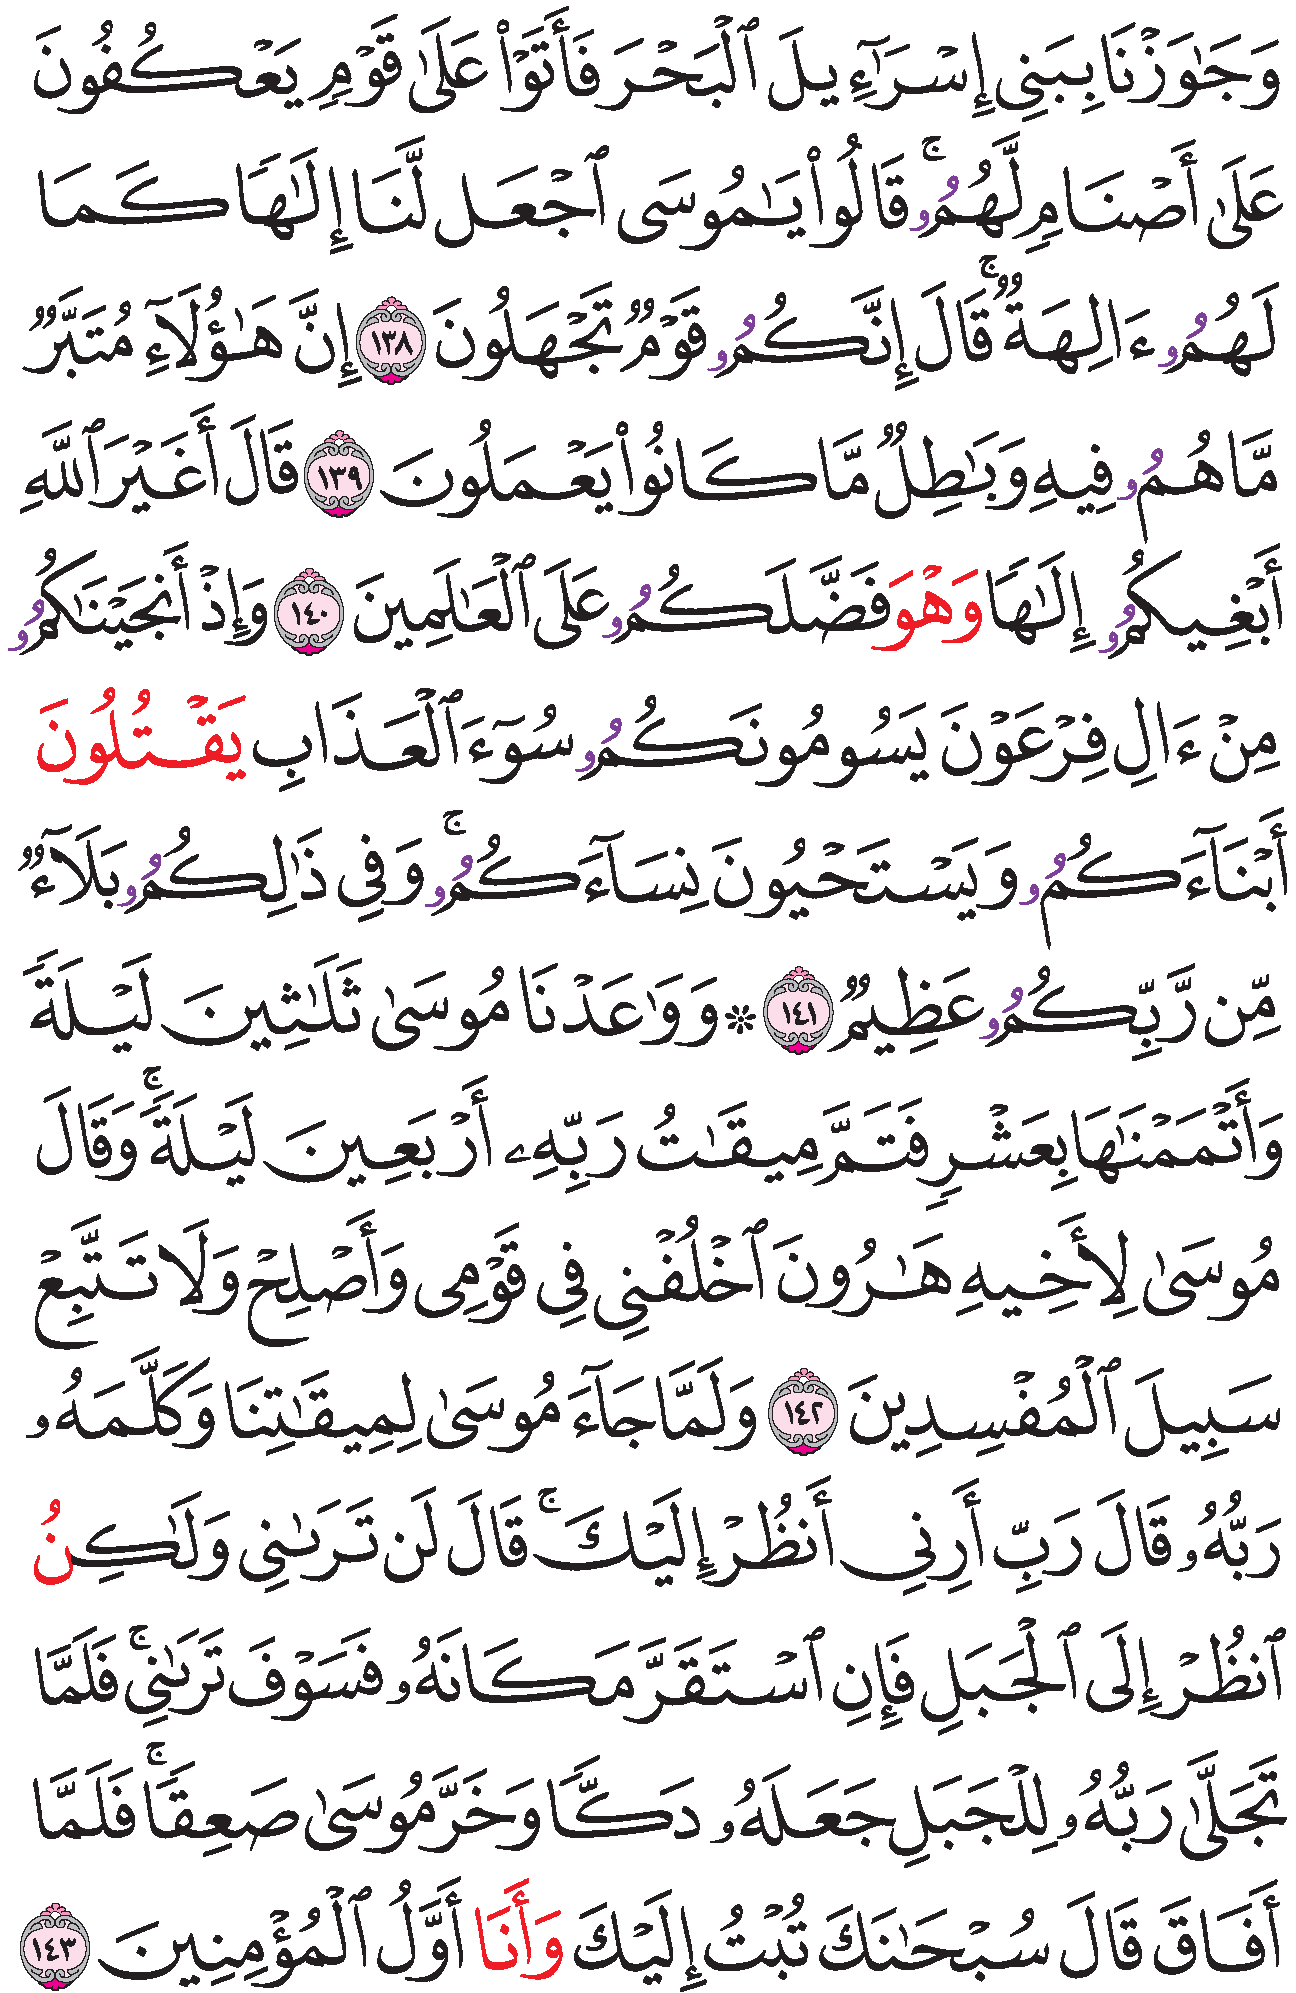 وَجَٰوَزْنَا بِبَنِىٓ إِسْرَٰٓءِيلَ ٱلْبَحْرَ فَأَتَوْا۟ عَلَىٰ قَوْمٍ يَعْكُفُونَ
عَلَىٰٓ أَصْنَامٍ لَّهُمُۥ ۚ قَالُوا۟ يَٰمُوسَى ٱجْعَل لَّنَآ إِلَٰهًا كَمَا
لَهُمُۥٓ ءَالِهَةٌ ۚ قَالَ إِنَّكُمُۥ قَوْمٌ تَجْهَلُونَ ١٣٨ إِنَّ هَٰٓؤُلَآءِ مُتَبَّرٌ
مَّا هُمُۥ فِيهِ وَبَٰطِلٌ مَّا كَانُوا۟ يَعْمَلُونَ ١٣٩ قَالَ أَغَيْرَ ٱللَّهِ
أَبْغِيكُمُۥٓ إِلَٰهًا وَهْوَ فَضَّلَكُمُۥ عَلَى ٱلْعَٰلَمِينَ ١٤٠ وَإِذْ أَنجَيْنَٰكُمُۥ
مِنْ ءَالِ فِرْعَوْنَ يَسُومُونَكُمُۥ سُوٓءَ ٱلْعَذَابِ يَقْتُلُونَ
أَبْنَآءَكُمُۥ وَيَسْتَحْيُونَ نِسَآءَكُمُۥ ۚ وَفِى ذَٰلِكُمُۥ بَلَآءٌ
مِّن رَّبِّكُمُۥ عَظِيمٌ ١٤١ ۞ وَوَٰعَدْنَا مُوسَىٰ ثَلَٰثِينَ لَيْلَةً
وَأَتْمَمْنَٰهَا بِعَشْرٍ فَتَمَّ مِيقَٰتُ رَبِّهِۦٓ أَرْبَعِينَ لَيْلَةً ۚ وَقَالَ
مُوسَىٰ لِأَخِيهِ هَٰرُونَ ٱخْلُفْنِى فِى قَوْمِى وَأَصْلِحْ وَلَا تَتَّبِعْ
سَبِيلَ ٱلْمُفْسِدِينَ ١٤٢ وَلَمَّا جَآءَ مُوسَىٰ لِمِيقَٰتِنَا وَكَلَّمَهُۥ
رَبُّهُۥ قَالَ رَبِّ أَرِنِىٓ أَنظُرْ إِلَيْكَ ۚ قَالَ لَن تَرَىٰنِى وَلَٰكِنُ
ٱنظُرْ إِلَى ٱلْجَبَلِ فَإِنِ ٱسْتَقَرَّ مَكَانَهُۥ فَسَوْفَ تَرَىٰنِى ۚ فَلَمَّا
تَجَلَّىٰ رَبُّهُۥ لِلْجَبَلِ جَعَلَهُۥ دَكًّا وَخَرَّ مُوسَىٰ صَعِقًا ۚ فَلَمَّآ
أَفَاقَ قَالَ سُبْحَٰنَكَ تُبْتُ إِلَيْكَ وَأَنَا أَوَّلُ ٱلْمُؤْمِنِينَ ١٤٣